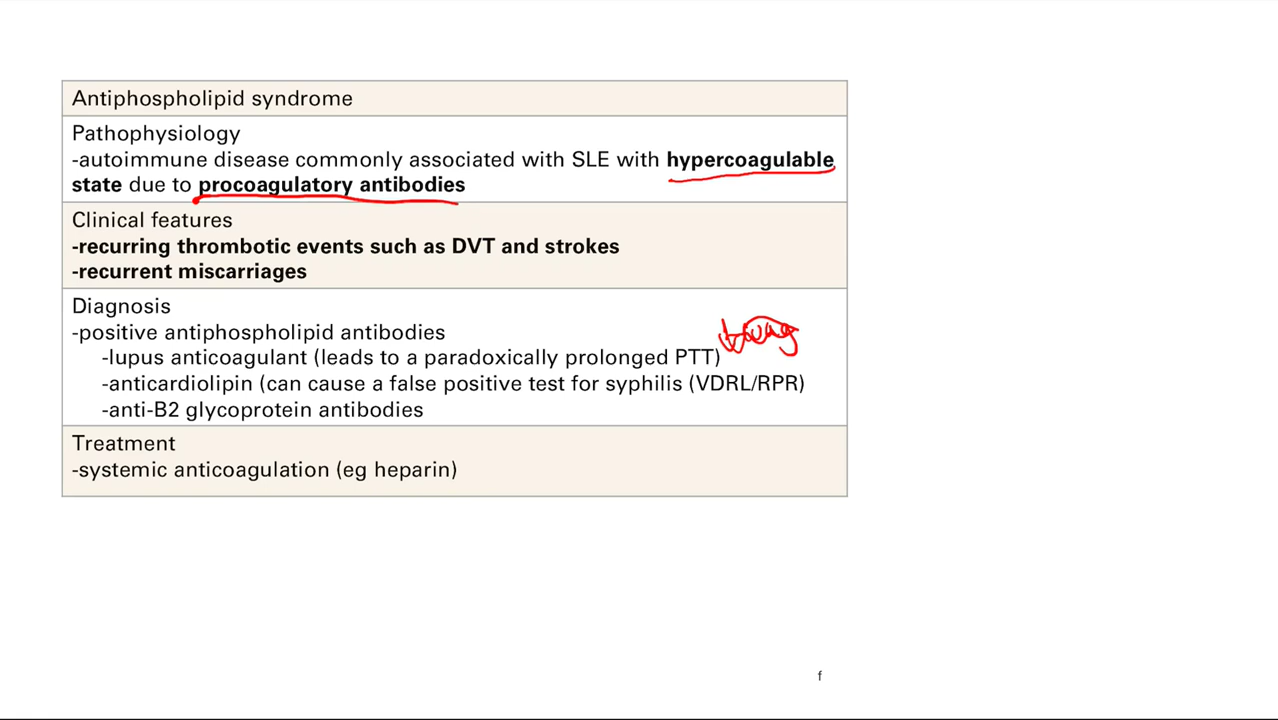 Antiphospholipid syndrome
Pathophysiology
-autoimmune disease commonly associated with SLE with hypercoagulable
state due to procoagulatory antibodies
Clinical features
-recurring thrombotic events such as DVT and strokes
-recurrent miscarriages
Diagnosis
-positive antiphospholipid antibodies
-lupus anticoagulant (leads to a paradoxically prolonged PTT)
-anticardiolipin (can cause a false positive test for syphilis (VDRL/RPR)
-anti-B2 glycoprotein antibodies
Treatment
-systemic anticoagulation (eg heparin)
f